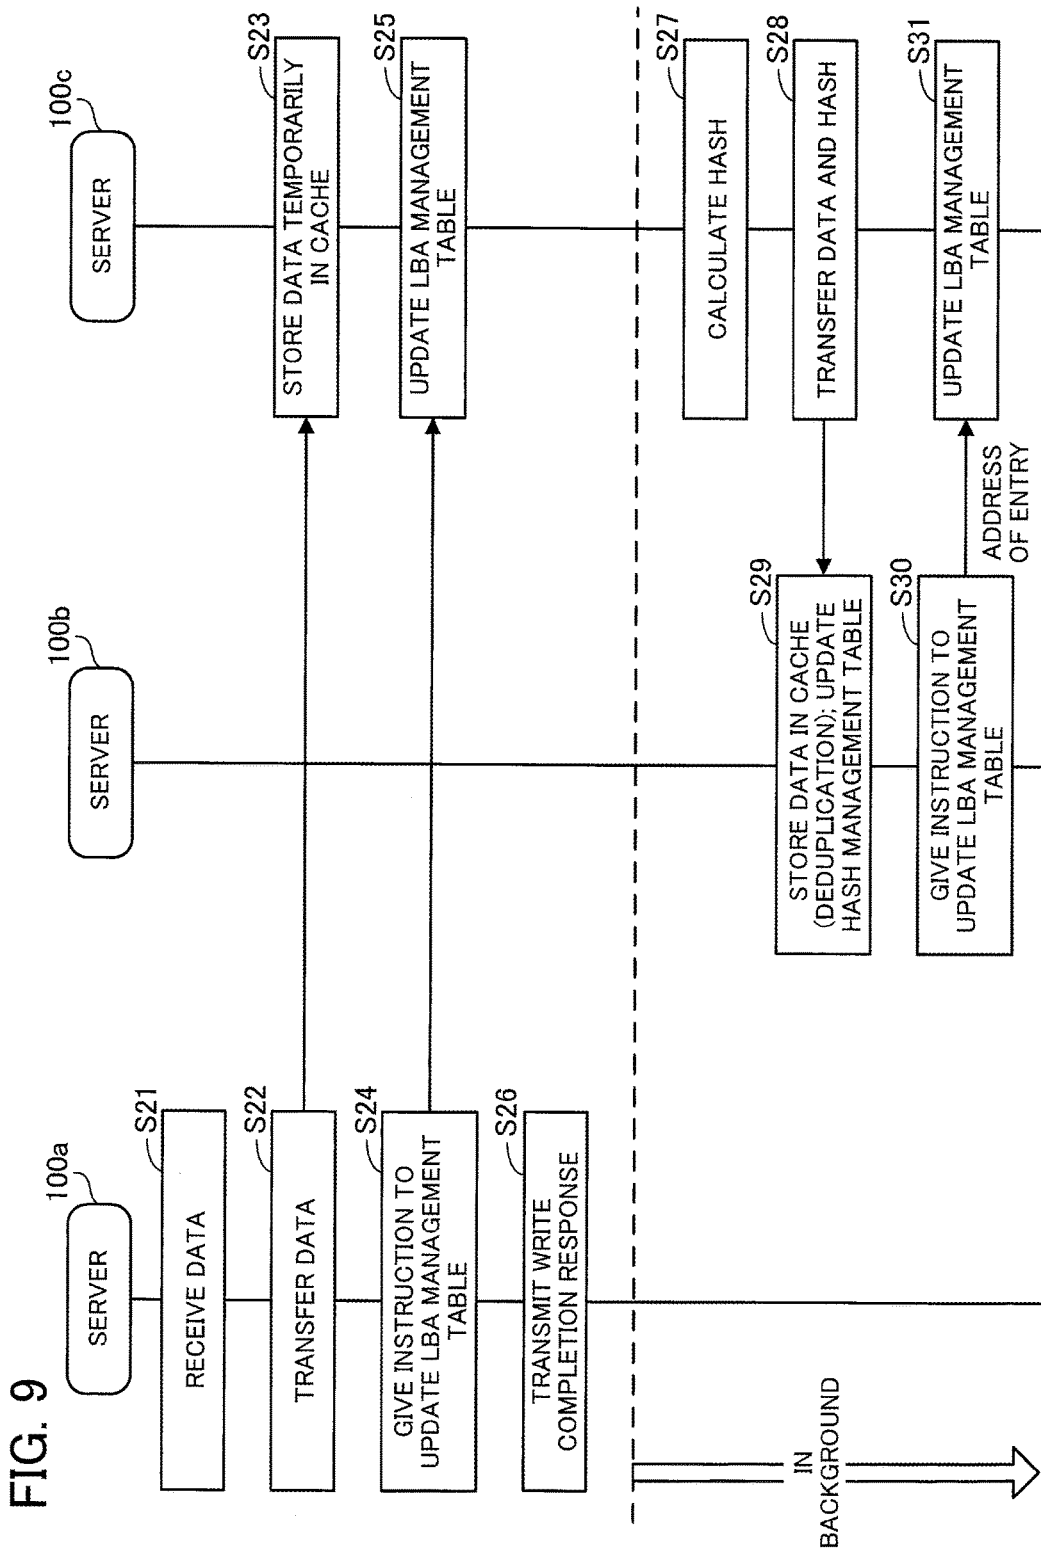 FIG. 9
100a
SERVER
100b
SERVER
100c
SERVER
S21
RECEIVE DATA
S22
TRANSFER DATA
S23
STORE DATA TEMPORARILY
IN CACHE
S24
GIVE INSTRUCTION TO
UPDATE LBA MANAGEMENT
TABLE
S25
UPDATE LBA MANAGEMENT
TABLE
S26
TRANSMIT WRITE
COMPLETION RESPONSE
IN
BACKGROUND
S27
CALCULATE HASH
S28
TRANSFER DATA AND HASH
S29
STORE DATA IN CACHE
(DEDUPLICATION); UPDATE
HASH MANAGEMENT TABLE
S30
GIVE INSTRUCTION TO
UPDATE LBA MANAGEMENT
TABLE
ADDRESS
OF ENTRY
S31
UPDATE LBA MANAGEMENT
TABLE